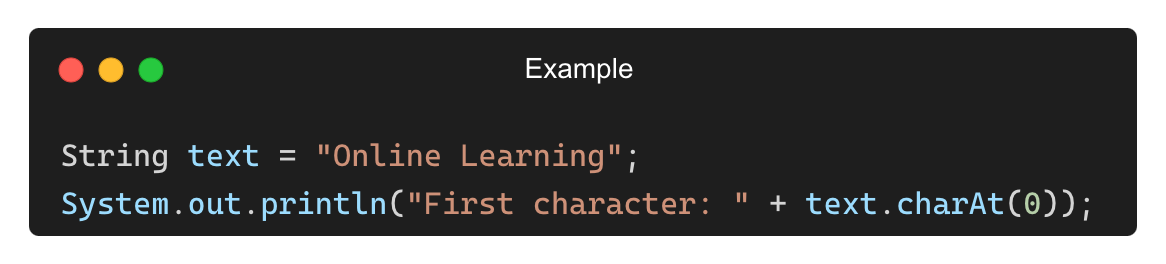 Example
String text = "Online Learning";
System.out.println("First character: " + text.charAt(0));